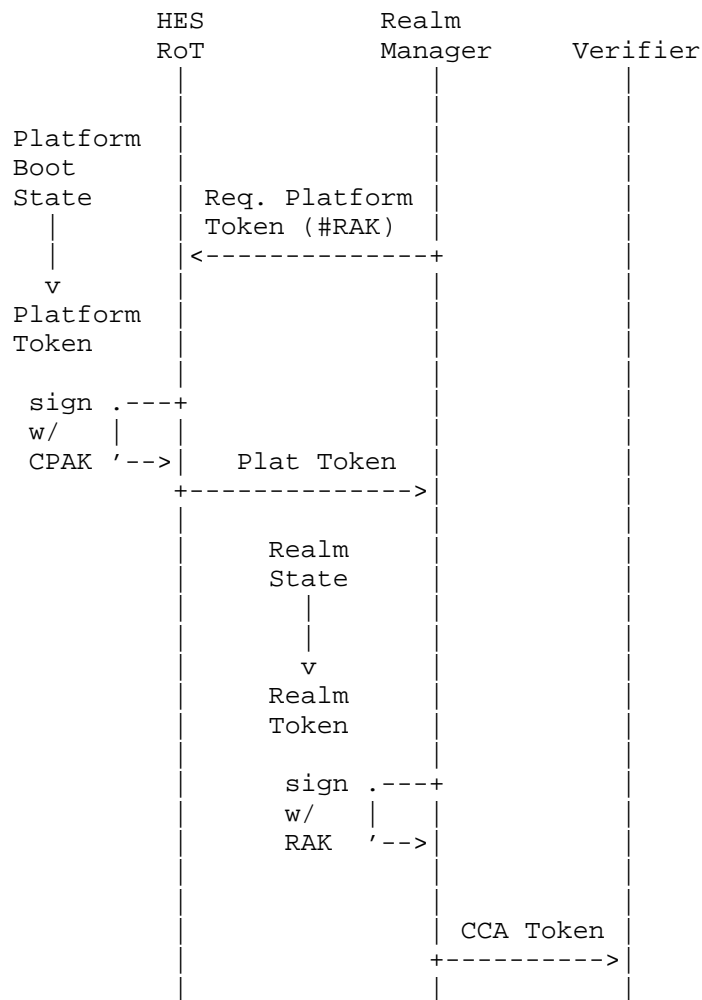 HES Realm
RoT Manager Verifier
Platform
Boot
State Req. Platform
Token (#RAK)
Platform
Token
sign
w/
CPAK Plat Token
Realm
State
Realm
Token
sign
w/
RAK
CCA Token